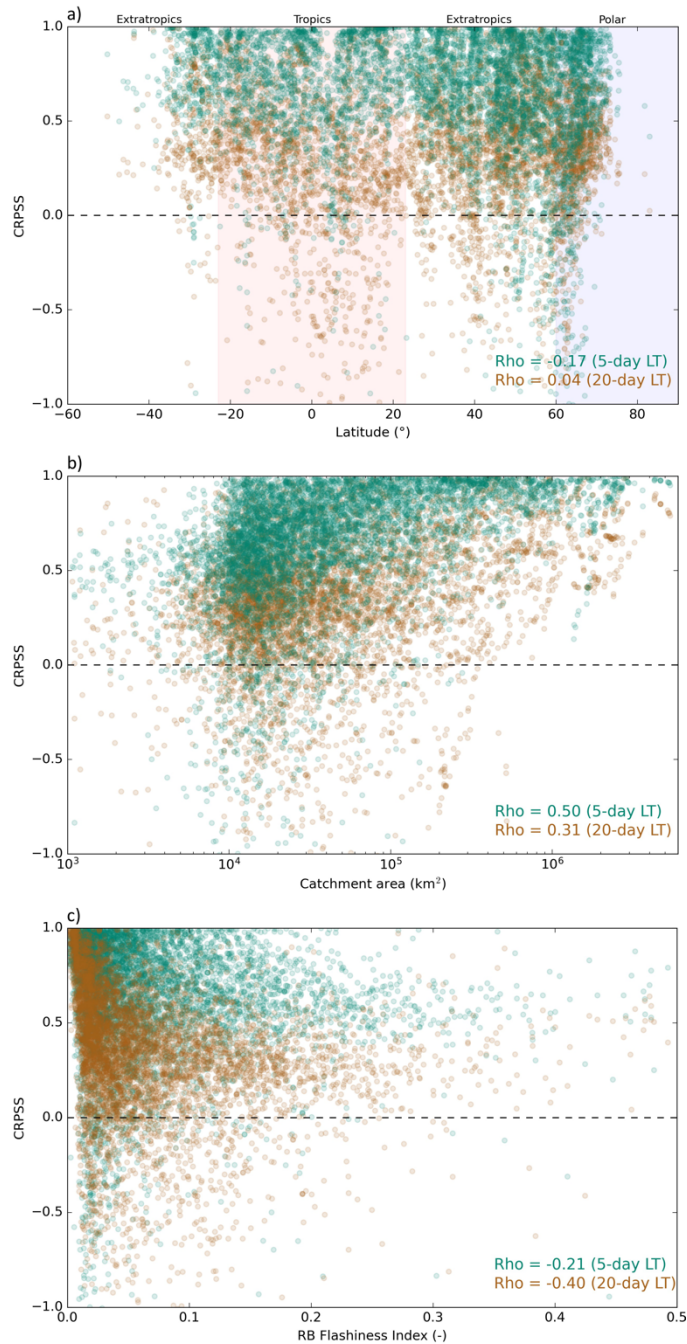 a)
Extratropics Tropics Extratropics Polar
1.0
0.5
0.0
−0.5
−1.0
CRPSS
Rho = -0.17 (5-day LT)
Rho = 0.04 (20-day LT)
−60 −40 −20 0 20 40 60 80
Latitude (°)
b)
1.0
0.5
0.0
−0.5
−1.0
CRPSS
Rho = 0.50 (5-day LT)
Rho = 0.31 (20-day LT)
10³ 10⁴ 10⁵ 10⁶
Catchment area (km²)
c)
1.0
0.5
0.0
−0.5
−1.0
CRPSS
Rho = -0.21 (5-day LT)
Rho = -0.40 (20-day LT)
0.0 0.1 0.2 0.3 0.4 0.5
RB Flashiness Index (-)